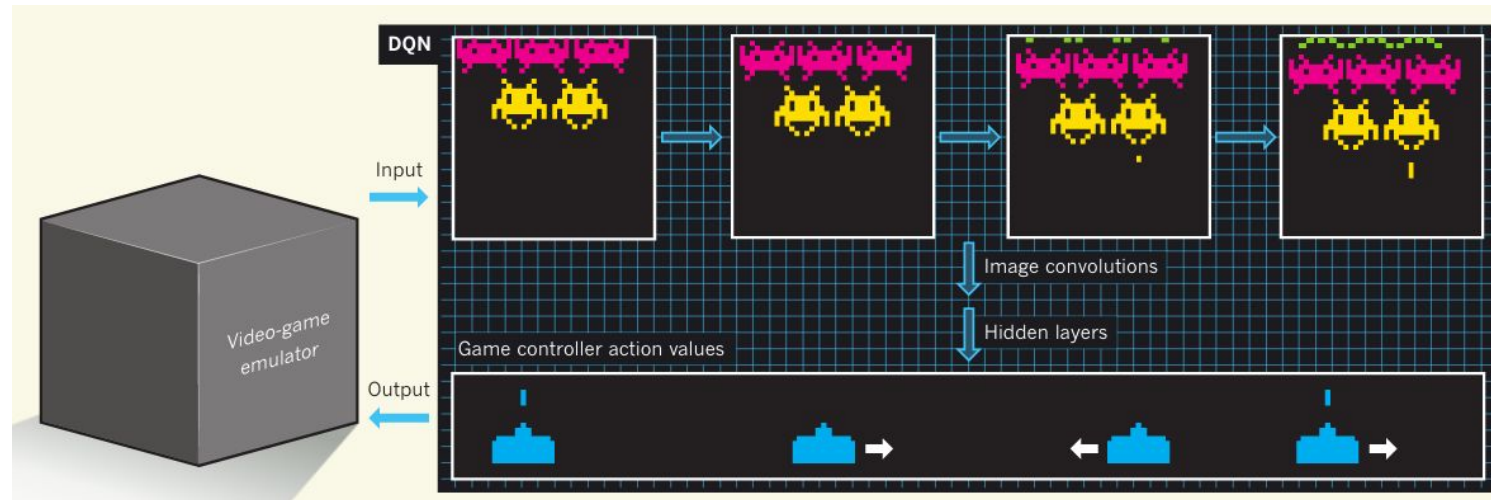 DQN
Input
Image convolutions
Hidden layers
Video-game
emulator
Game controller action values
Output